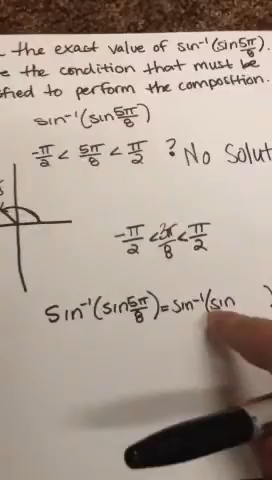 the exact value of sin⁻¹(sin 5π/8).
e the condition that must be
sfied to perform the composition.
sin⁻¹(sin 5π/8)
-π/2 < 5π/8 < π/2 ? No Solut
-π/2 < 3π/8 < π/2
sin⁻¹(sin 5π/8) = sin⁻¹(sin )